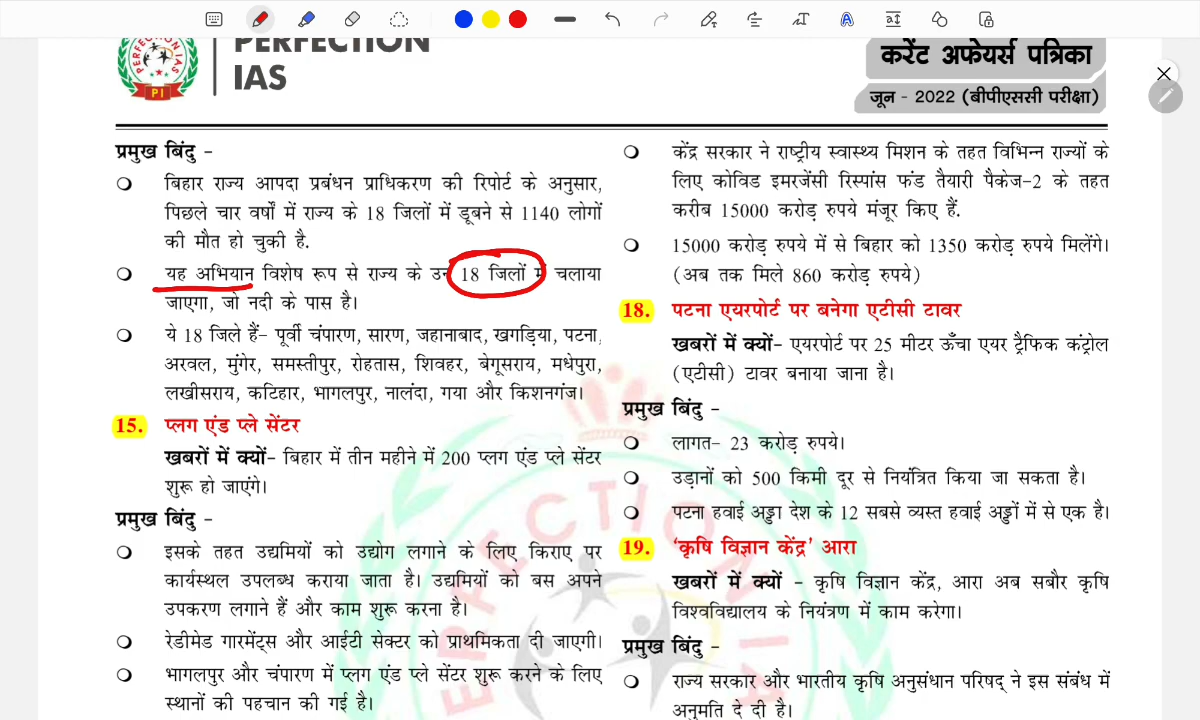 PERFECTION
IAS
PERFECTION IAS
PI
करेंट अफेयर्स पत्रिका
जून - 2022 (बीपीएससी परीक्षा)
प्रमुख बिंदु -
बिहार राज्य आपदा प्रबंधन प्राधिकरण की रिपोर्ट के अनुसार,
पिछले चार वर्षों में राज्य के 18 जिलों में डूबने से 1140 लोगों
की मौत हो चुकी है.
यह अभियान विशेष रूप से राज्य के उन 18 जिलों में चलाया
जाएगा, जो नदी के पास है।
ये 18 जिले हैं- पूर्वी चंपारण, सारण, जहानाबाद, खगड़िया, पटना,
अरवल, मुंगेर, समस्तीपुर, रोहतास, शिवहर, बेगूसराय, मधेपुरा,
लखीसराय, कटिहार, भागलपुर, नालंदा, गया और किशनगंज।
15. प्लग एंड प्ले सेंटर
खबरों में क्यों- बिहार में तीन महीने में 200 प्लग एंड प्ले सेंटर
शुरू हो जाएंगे।
प्रमुख बिंदु -
इसके तहत उद्यमियों को उद्योग लगाने के लिए किराए पर
कार्यस्थल उपलब्ध कराया जाता है। उद्यमियों को बस अपने
उपकरण लगाने हैं और काम शुरू करना है।
रेडीमेड गारमेंट्स और आईटी सेक्टर को प्राथमिकता दी जाएगी।
भागलपुर और चंपारण में प्लग एंड प्ले सेंटर शुरू करने के लिए
स्थानों की पहचान की गई है।
केंद्र सरकार ने राष्ट्रीय स्वास्थ्य मिशन के तहत विभिन्न राज्यों के
लिए कोविड इमरजेंसी रिस्पांस फंड तैयारी पैकेज-2 के तहत
करीब 15000 करोड़ रुपये मंजूर किए हैं.
15000 करोड़ रुपये में से बिहार को 1350 करोड़ रुपये मिलेंगे।
(अब तक मिले 860 करोड़ रुपये)
18. पटना एयरपोर्ट पर बनेगा एटीसी टावर
खबरों में क्यों- एयरपोर्ट पर 25 मीटर ऊँचा एयर ट्रैफिक कंट्रोल
(एटीसी) टावर बनाया जाना है।
प्रमुख बिंदु -
लागत- 23 करोड़ रुपये।
उड़ानों को 500 किमी दूर से नियंत्रित किया जा सकता है।
पटना हवाई अड्डा देश के 12 सबसे व्यस्त हवाई अड्डों में से एक है।
19. ‘कृषि विज्ञान केंद्र’ आरा
खबरों में क्यों - कृषि विज्ञान केंद्र, आरा अब सबौर कृषि
विश्वविद्यालय के नियंत्रण में काम करेगा।
प्रमुख बिंदु -
राज्य सरकार और भारतीय कृषि अनुसंधान परिषद् ने इस संबंध में
अनुमति दे दी है।
PERFECTION IA